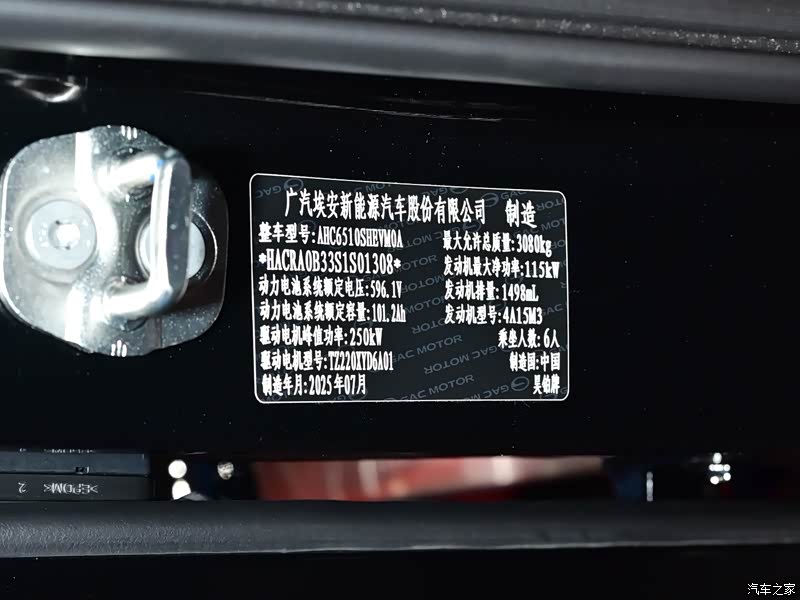 广汽埃安新能源汽车股份有限公司 制造
整车型号:AHC6510SHEVM0A 最大允许总质量:3080kg
*HACRA0B33S1S01308* 发动机最大净功率:115kW
动力电池系统额定电压:596.1V 发动机排量:1498mL
动力电池系统额定容量:101.2Ah 发动机型号:4A15M3
驱动电机峰值功率:250kW 乘坐人数:6人
驱动电机型号:TZ220XYD6A01 制造国:中国
制造年月:2025年07月 昊铂牌
GAC MOTOR
>EPDM< 2
汽车之家